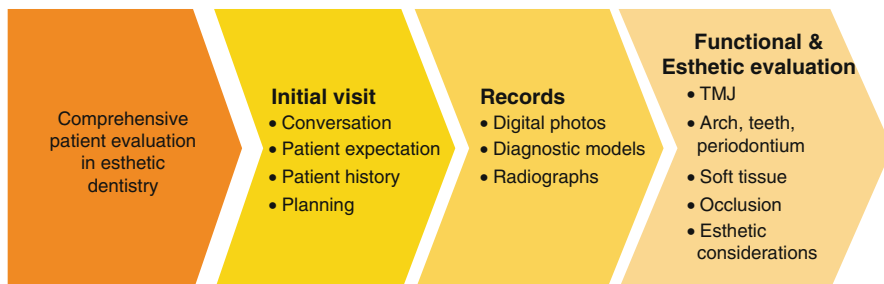 Comprehensive
patient evaluation
in esthetic
dentistry
Initial visit
• Conversation
• Patient expectation
• Patient history
• Planning
Records
• Digital photos
• Diagnostic models
• Radiographs
Functional &
Esthetic evaluation
• TMJ
• Arch, teeth,
periodontium
• Soft tissue
• Occlusion
• Esthetic
considerations